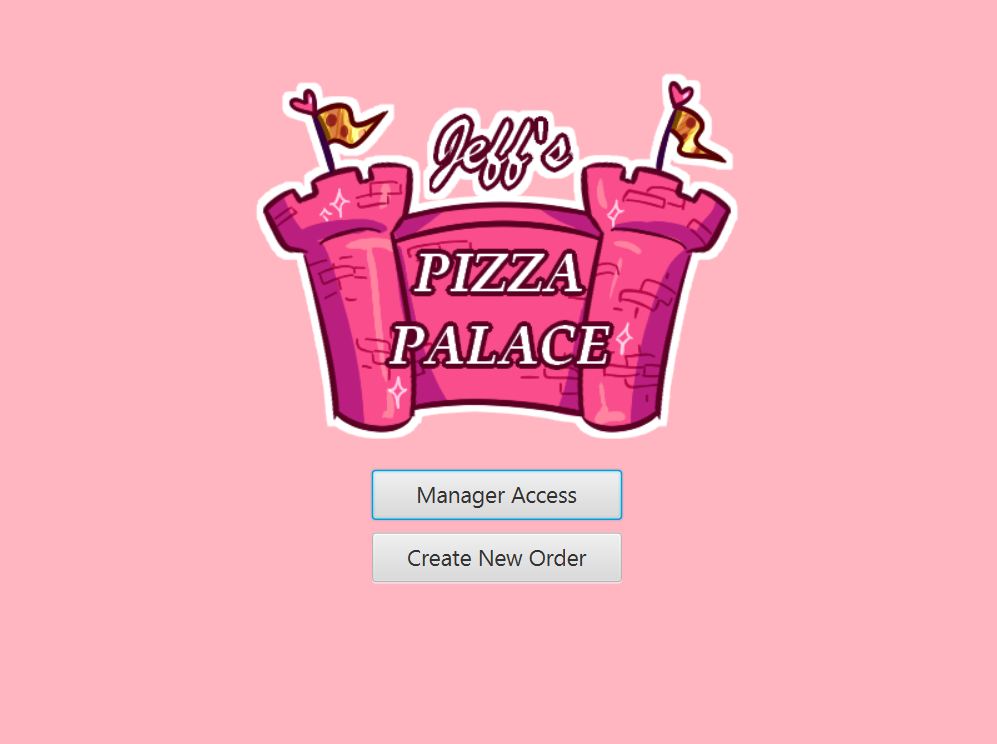 Jeff's
PIZZA
PALACE
Manager Access
Create New Order